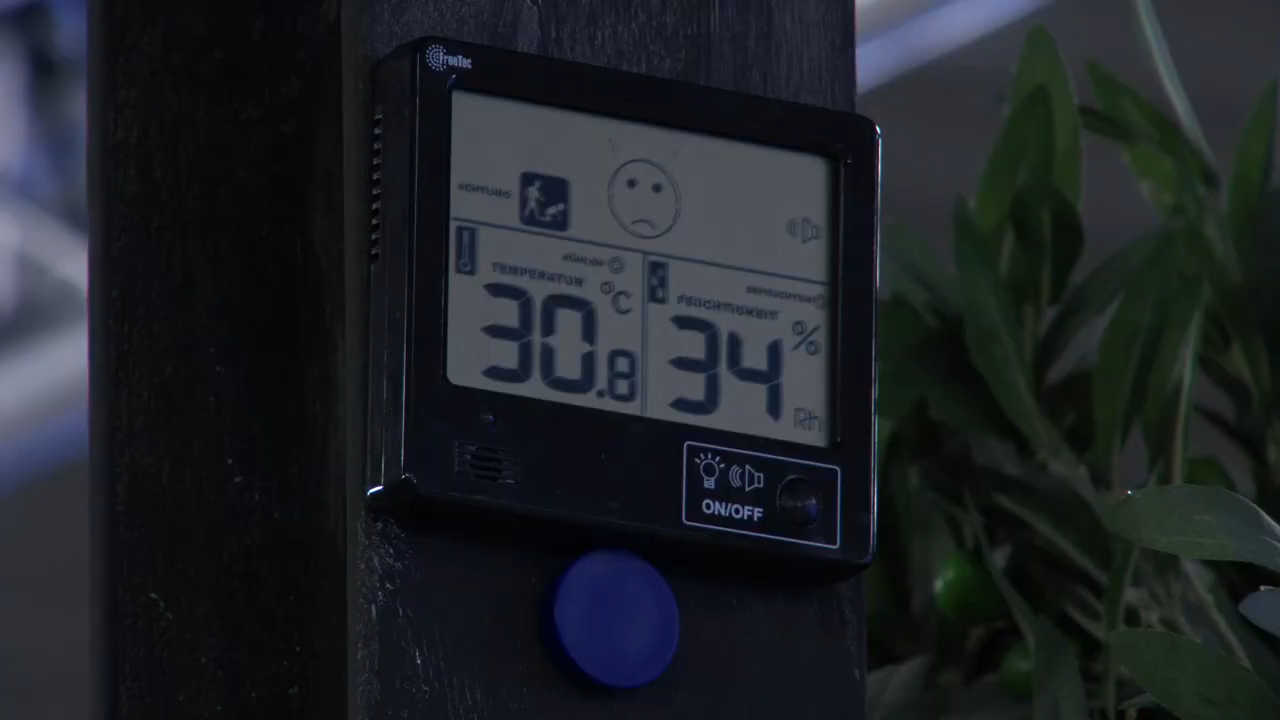 FreeTec
ACHTUNG
TEMPERATUR
°C
30.8
FEUCHTIGKEIT
%
34
Rh
ON/OFF